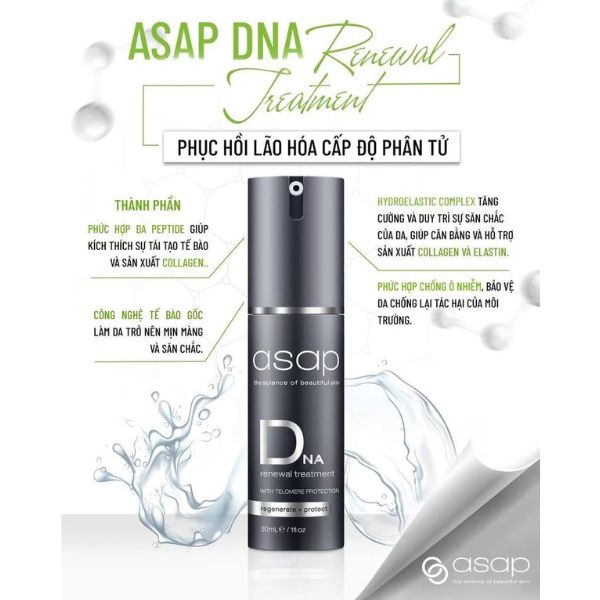 ASAP DNA Renewal
Treatment
PHỤC HỒI LÃO HÓA CẤP ĐỘ PHÂN TỬ
THÀNH PHẦN
PHỨC HỢP ĐA PEPTIDE GIÚP
KÍCH THÍCH SỰ TÁI TẠO TẾ BÀO
VÀ SẢN XUẤT COLLAGEN..
CÔNG NGHỆ TẾ BÀO GỐC
LÀM DA TRỞ NÊN MỊN MÀNG
VÀ SĂN CHẮC.
HYDROELASTIC COMPLEX TĂNG
CƯỜNG VÀ DUY TRÌ SỰ SĂN CHẮC
CỦA DA, GIÚP CÂN BẰNG VÀ HỖ TRỢ
SẢN XUẤT COLLAGEN VÀ ELASTIN.
PHỨC HỢP CHỐNG Ô NHIỄM, BẢO VỆ
DA CHỐNG LẠI TÁC HẠI CỦA MÔI
TRƯỜNG.
asap
the science of beautiful skin
DNA
renewal treatment
WITH TELOMERE PROTECTION
regenerate + protect
30mL e / 1fl oz
asap
the science of beautiful skin